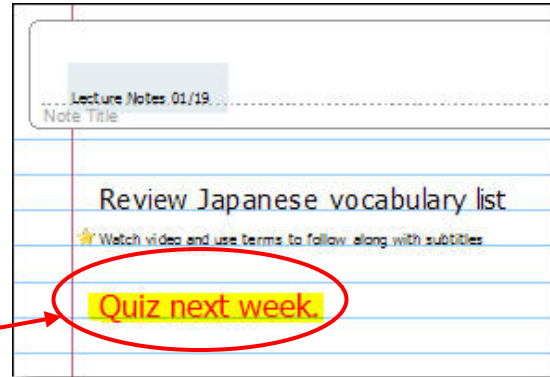 Lecture Notes 01/19
Note Title
Review Japanese vocabulary list
Watch video and use terms to follow along with subtitles
Quiz next week.